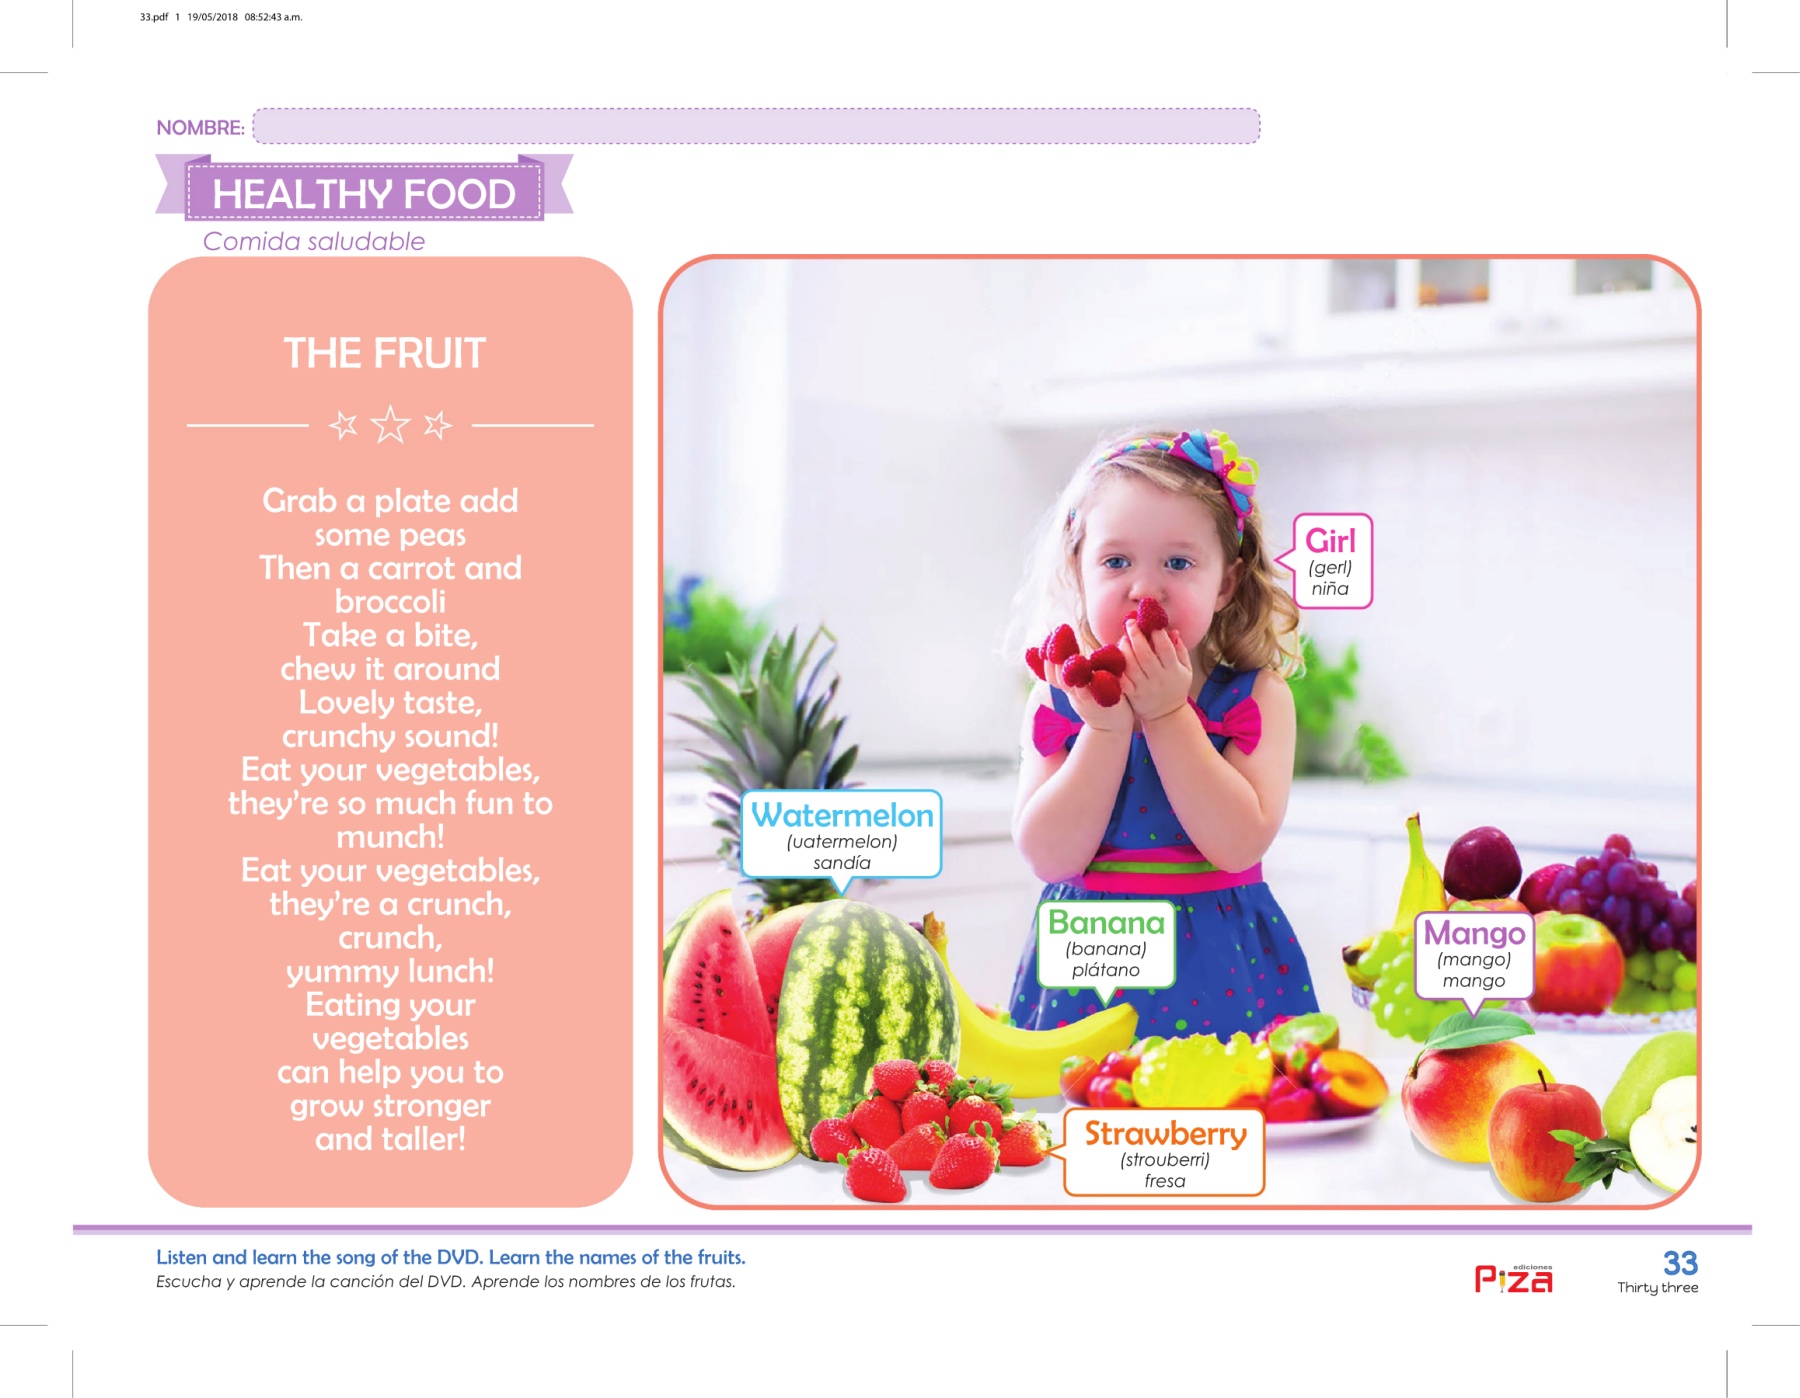 33.pdf 1 19/05/2018 08:52:43 a.m.
NOMBRE:
HEALTHY FOOD
Comida saludable
THE FRUIT
Grab a plate add
some peas
Then a carrot and
broccoli
Take a bite,
chew it around
Lovely taste,
crunchy sound!
Eat your vegetables,
they're so much fun to
munch!
Eat your vegetables,
they're a crunch,
crunch,
yummy lunch!
Eating your
vegetables
can help you to
grow stronger
and taller!
Girl
(gerl)
niña
Watermelon
(uatermelon)
sandía
Banana
(banana)
plátano
Mango
(mango)
mango
Strawberry
(strouberri)
fresa
Listen and learn the song of the DVD. Learn the names of the fruits.
Escucha y aprende la canción del DVD. Aprende los nombres de los frutas.
ediciones
Piza
33
Thirty three